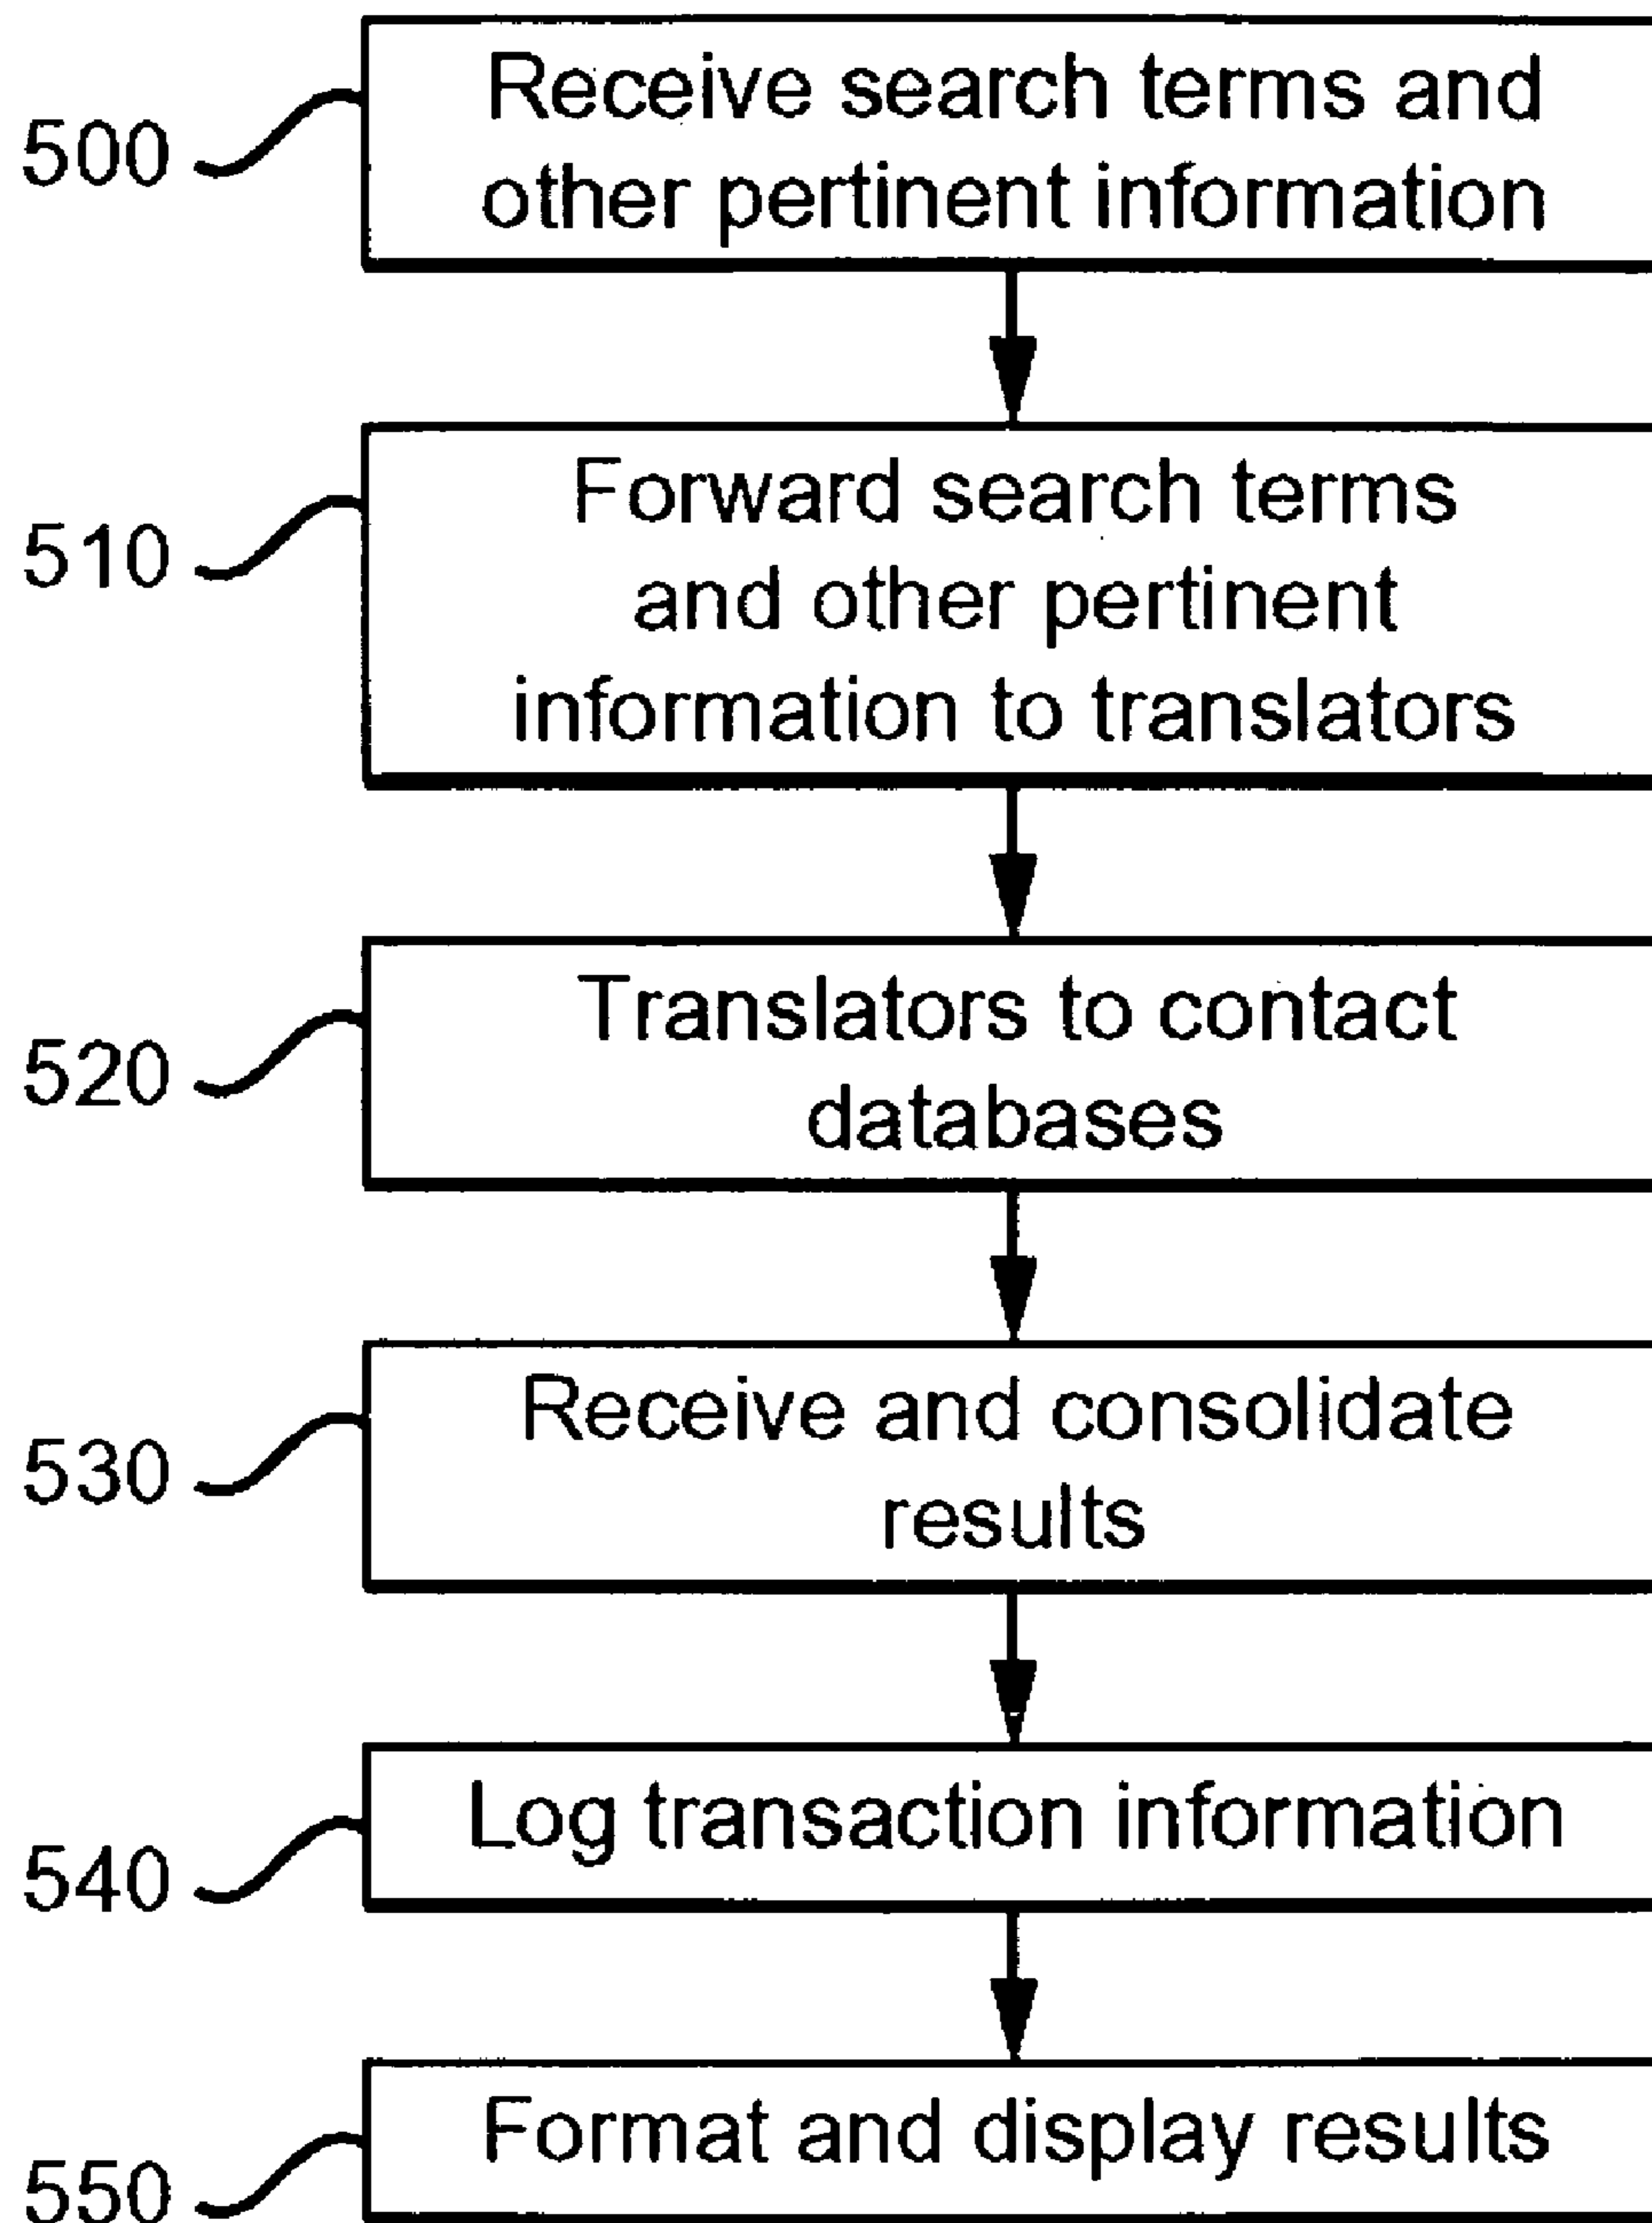 500
Receive search terms and
other pertinent information
510
Forward search terms
and other pertinent
information to translators
520
Translators to contact
databases
530
Receive and consolidate
results
540
Log transaction information
550
Format and display results